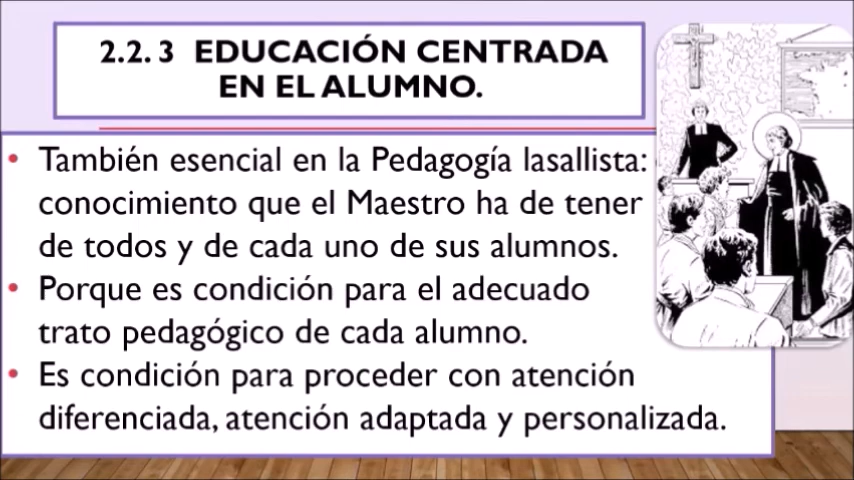 2.2. 3 EDUCACIÓN CENTRADA
EN EL ALUMNO.
• También esencial en la Pedagogía lasallista:
conocimiento que el Maestro ha de tener
de todos y de cada uno de sus alumnos.
• Porque es condición para el adecuado
trato pedagógico de cada alumno.
• Es condición para proceder con atención
diferenciada, atención adaptada y personalizada.